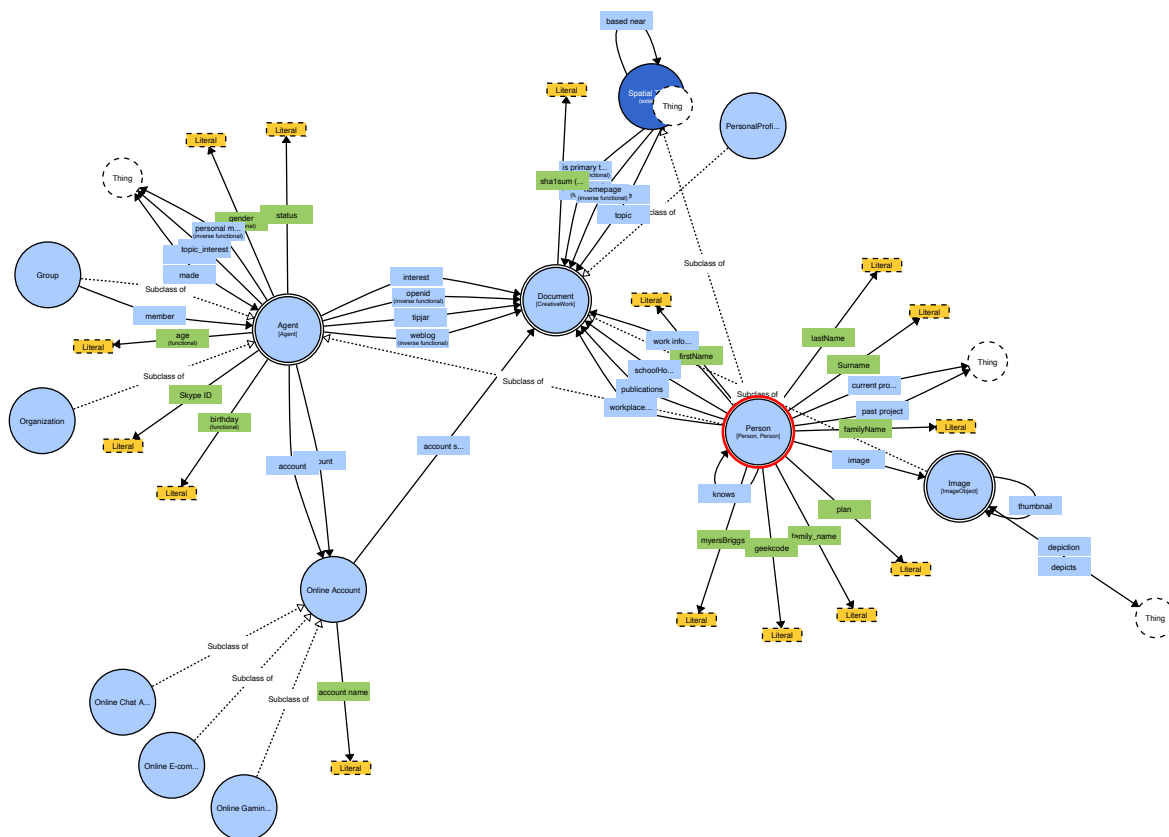 based near
Literal
Spatial
Thing
PersonalProfi...
Literal
Literal
Thing
is primary t...
sha1sum (...
homepage
(inverse functional)
topic
gender
status
personal m...
(inverse functional)
topic_interest
made
Group
Subclass of
member
Subclass of
interest
openid
(inverse functional)
tipjar
weblog
(inverse functional)
Document
[CreativeWork]
Agent
[Agent]
Literal
age
(functional)
Literal
Literal
Literal
lastName
Surname
Thing
work info...
firstName
schoolHo...
publications
workplace...
Subclass of
Subclass of
Subclass of
current pro...
past project
familyName
Literal
Organization
Skype ID
birthday
(functional)
Literal
Literal
Person
[Person, Person]
account
account s...
image
Image
[ImageObject]
thumbnail
knows
plan
myersBriggs
geekcode
family_name
depiction
depicts
Literal
Literal
Literal
Literal
Thing
Online Account
Subclass of
Subclass of
Subclass of
account name
Online Chat A...
Online E-com...
Online Gamin...
Literal